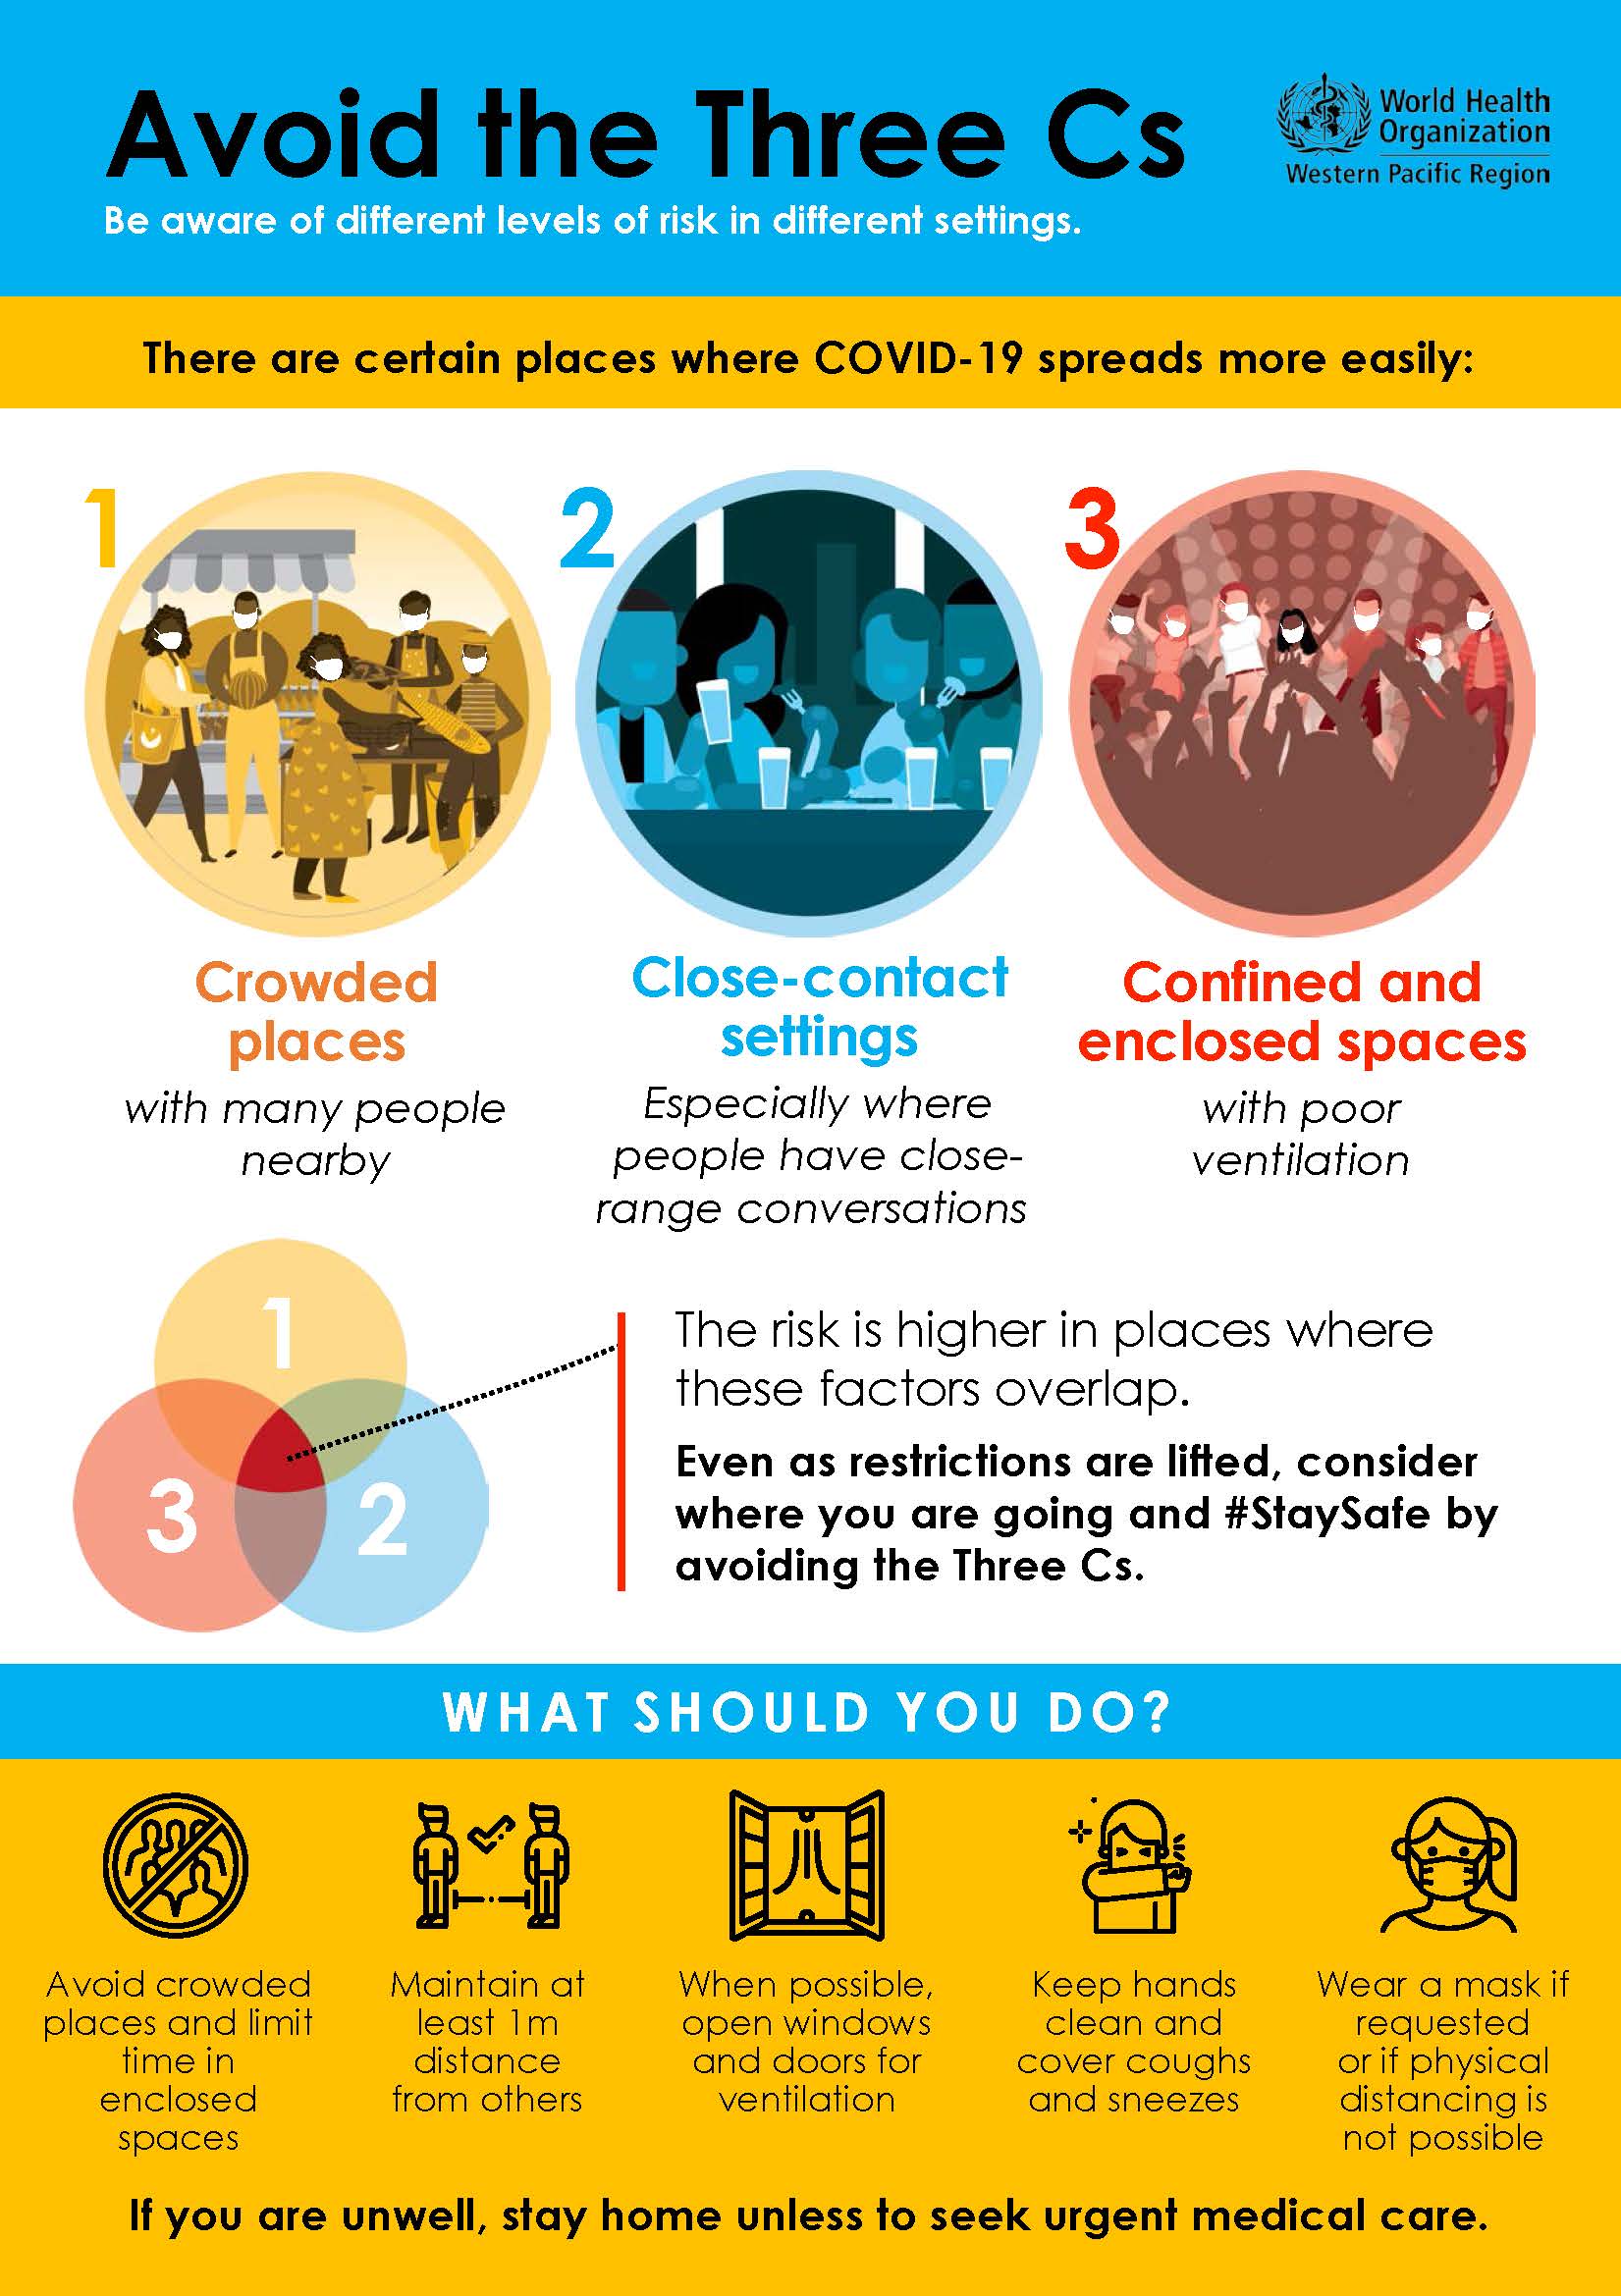 Avoid the Three Cs
World Health
Organization
Western Pacific Region
Be aware of different levels of risk in different settings.
There are certain places where COVID-19 spreads more easily:
1
2
3
Crowded
places
with many people
nearby
Close-contact
settings
Especially where
people have close-
range conversations
Confined and
enclosed spaces
with poor
ventilation
1
3
2
The risk is higher in places where
these factors overlap.
Even as restrictions are lifted, consider
where you are going and #StaySafe by
avoiding the Three Cs.
WHAT SHOULD YOU DO?
Avoid crowded
places and limit
time in
enclosed
spaces
Maintain at
least 1m
distance
from others
When possible,
open windows
and doors for
ventilation
Keep hands
clean and
cover coughs
and sneezes
Wear a mask if
requested
or if physical
distancing is
not possible
If you are unwell, stay home unless to seek urgent medical care.